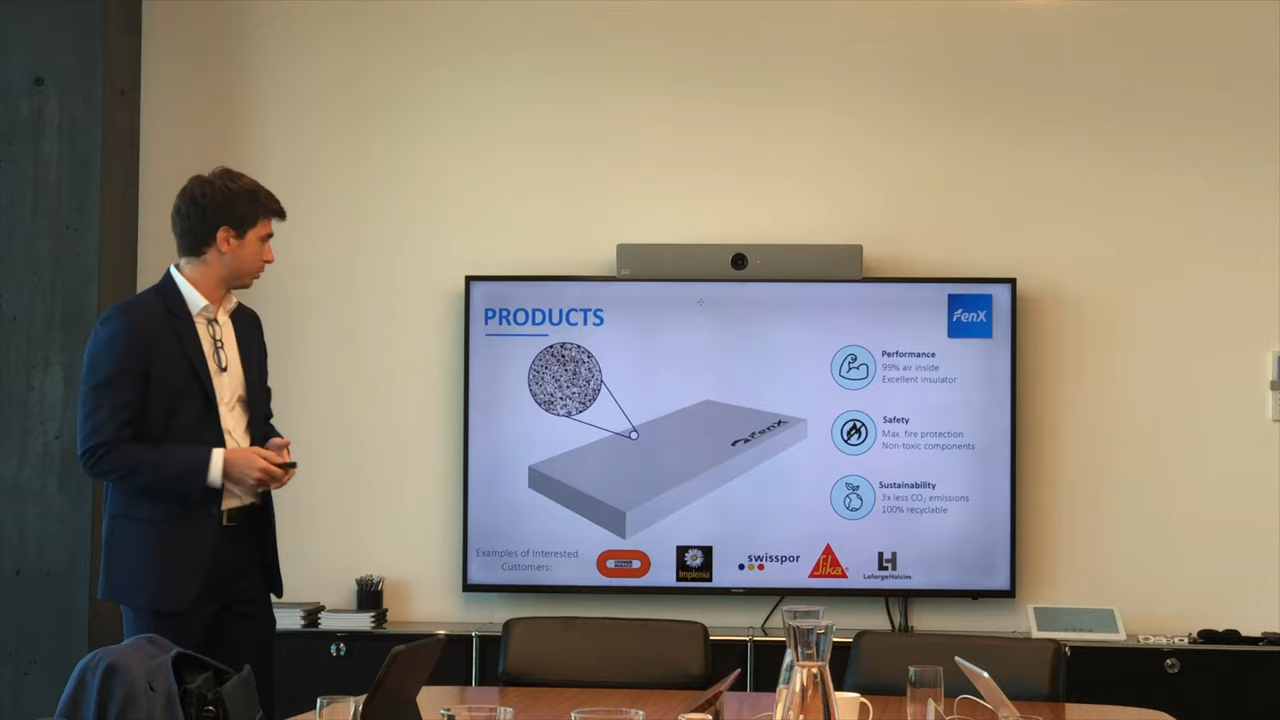 PRODUCTS
FenX
Performance
99% air inside
Excellent insulator
FenX
Safety
Max. fire protection
Non-toxic components
Sustainability
3x less CO₂ emissions
100% recyclable
Examples of Interested
Customers:
Implenia
swisspor
Sika
LafargeHolcim